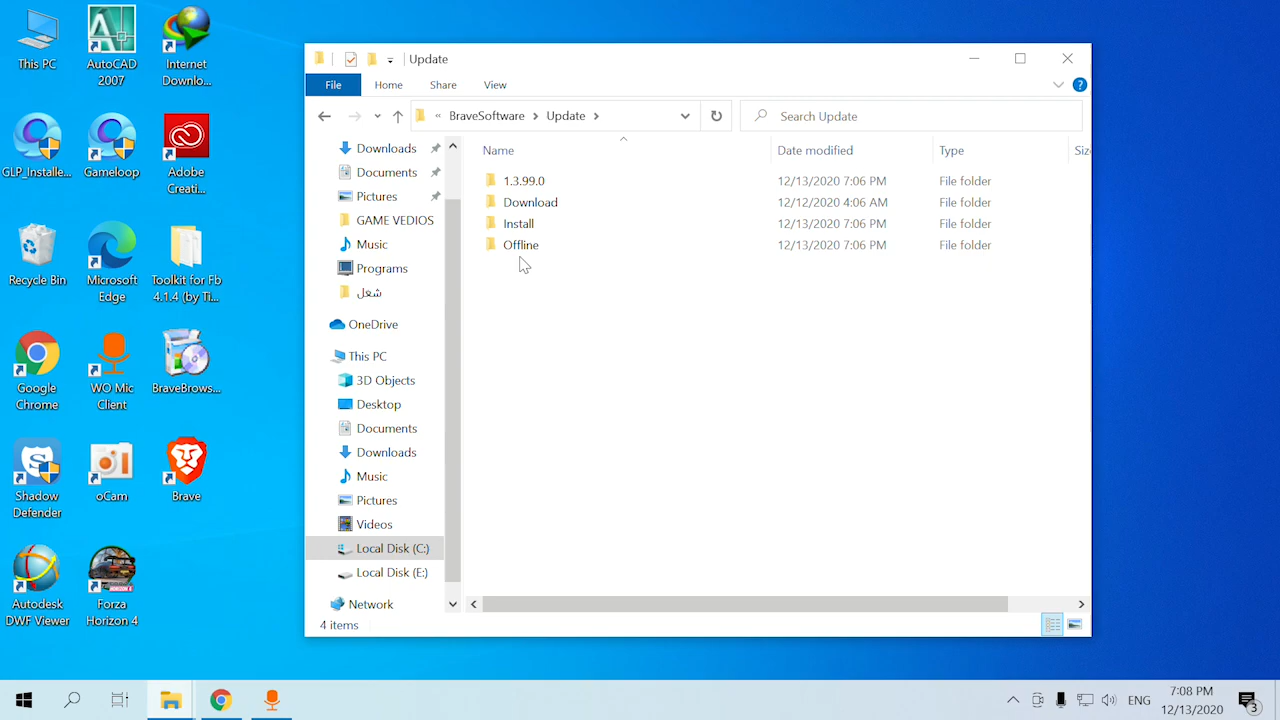 This PC
AutoCAD
2007
Internet
Downlo...
GLP_Installe...
Gameloop
Adobe
Creati...
Recycle Bin
Microsoft
Edge
Toolkit for Fb
4.1.4 (by Ti...
Google
Chrome
WO Mic
Client
BraveBrows...
Shadow
Defender
oCam
Brave
Autodesk
DWF Viewer
Forza
Horizon 4
Update
File Home Share View
« BraveSoftware > Update >
Search Update
Downloads
Documents
Pictures
GAME VEDIOS
Music
Programs
شغل
OneDrive
This PC
3D Objects
Desktop
Documents
Downloads
Music
Pictures
Videos
Local Disk (C:)
Local Disk (E:)
Network
Name Date modified Type Siz
1.3.99.0 12/13/2020 7:06 PM File folder
Download 12/12/2020 4:06 AM File folder
Install 12/13/2020 7:06 PM File folder
Offline 12/13/2020 7:06 PM File folder
4 items
ENG
7:08 PM
12/13/2020
3